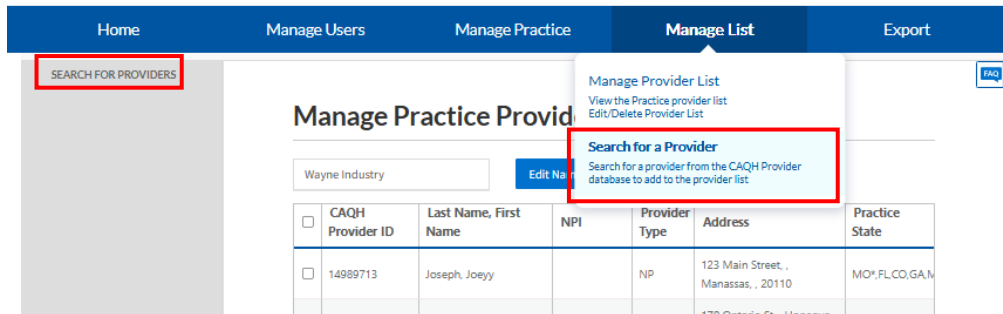 Home Manage Users Manage Practice Manage List Export
SEARCH FOR PROVIDERS
FAQ
Manage Provider List
View the Practice provider list
Edit/Delete Provider List
Manage Practice Provid
Search for a Provider
Search for a provider from the CAQH Provider
database to add to the provider list
Wayne Industry
Edit Nam
CAQH Provider ID Last Name, First Name NPI Provider Type Address Practice State
14989713 Joseph, Joeyy NP 123 Main Street, , MO*,FL,CO,GA,M
Manassas, , 20110